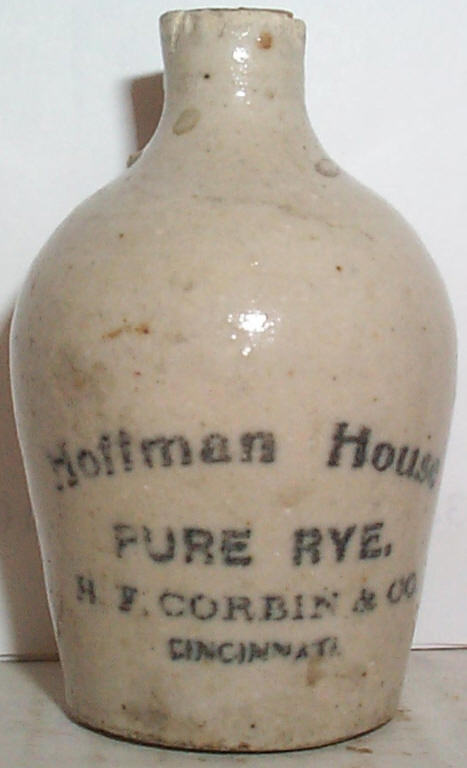 Hoffman House
PURE RYE.
H. F. CORBIN & CO
CINCINNATI.